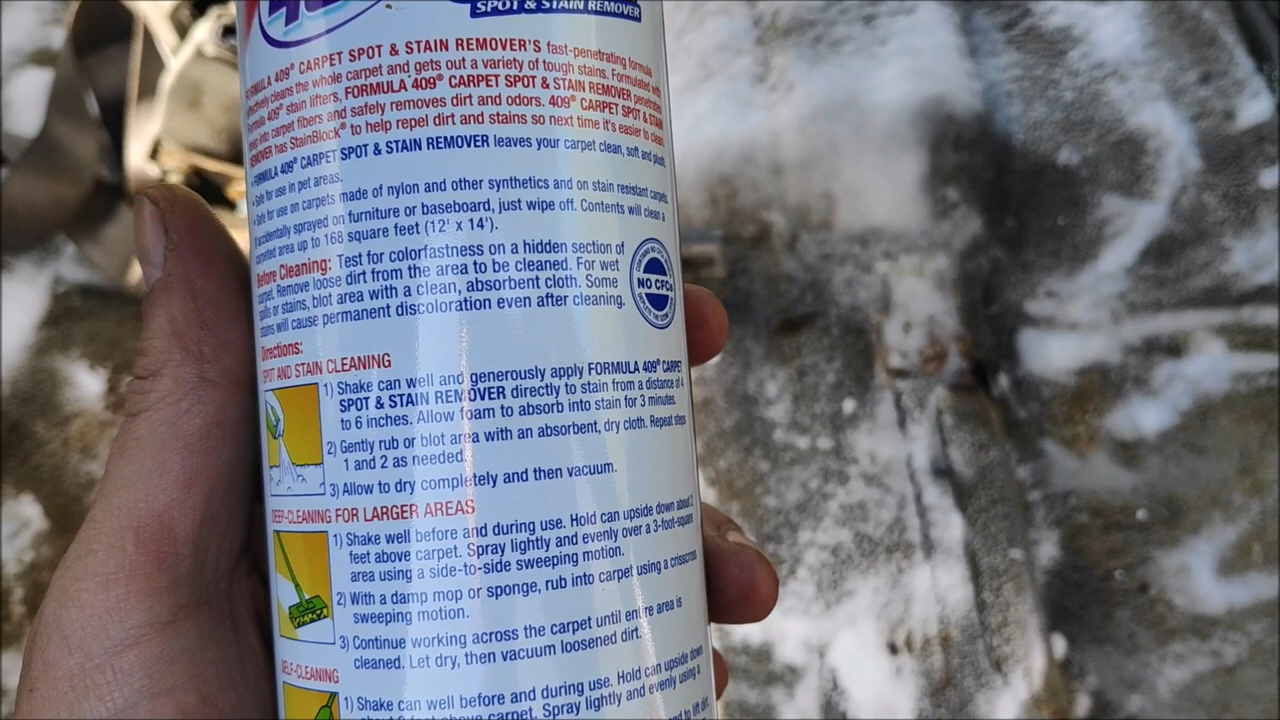 409
SPOT & STAIN REMOVER
FORMULA 409® CARPET SPOT & STAIN REMOVER'S fast-penetrating formula
effectively cleans the whole carpet and gets out a variety of tough stains. Formulated with
Formula 409® stain lifters, FORMULA 409® CARPET SPOT & STAIN REMOVER penetrates
deep into carpet fibers and safely removes dirt and odors. 409® CARPET SPOT & STAIN
REMOVER has StainBlock® to help repel dirt and stains so next time it's easier to clean.
• FORMULA 409® CARPET SPOT & STAIN REMOVER leaves your carpet clean, soft and plush.
• Safe for use in pet areas.
• Safe for use on carpets made of nylon and other synthetics and on stain resistant carpets.
If accidentally sprayed on furniture or baseboard, just wipe off. Contents will clean a
carpeted area up to 168 square feet (12' x 14').
Before Cleaning: Test for colorfastness on a hidden section of
carpet. Remove loose dirt from the area to be cleaned. For wet
spills or stains, blot area with a clean, absorbent cloth. Some
stains will cause permanent discoloration even after cleaning.
NO CFCs
Directions:
SPOT AND STAIN CLEANING
1) Shake can well and generously apply FORMULA 409® CARPET
SPOT & STAIN REMOVER directly to stain from a distance of 4
to 6 inches. Allow foam to absorb into stain for 3 minutes.
2) Gently rub or blot area with an absorbent, dry cloth. Repeat steps
1 and 2 as needed.
3) Allow to dry completely and then vacuum.
DEEP-CLEANING FOR LARGER AREAS
1) Shake well before and during use. Hold can upside down about 2
feet above carpet. Spray lightly and evenly over a 3-foot-square
area using a side-to-side sweeping motion.
2) With a damp mop or sponge, rub into carpet using a crisscross
sweeping motion.
3) Continue working across the carpet until entire area is
cleaned. Let dry, then vacuum loosened dirt.
SELF-CLEANING
1) Shake can well before and during use. Hold can upside down
about 2 feet above carpet. Spray lightly and evenly using a
to lift dirt